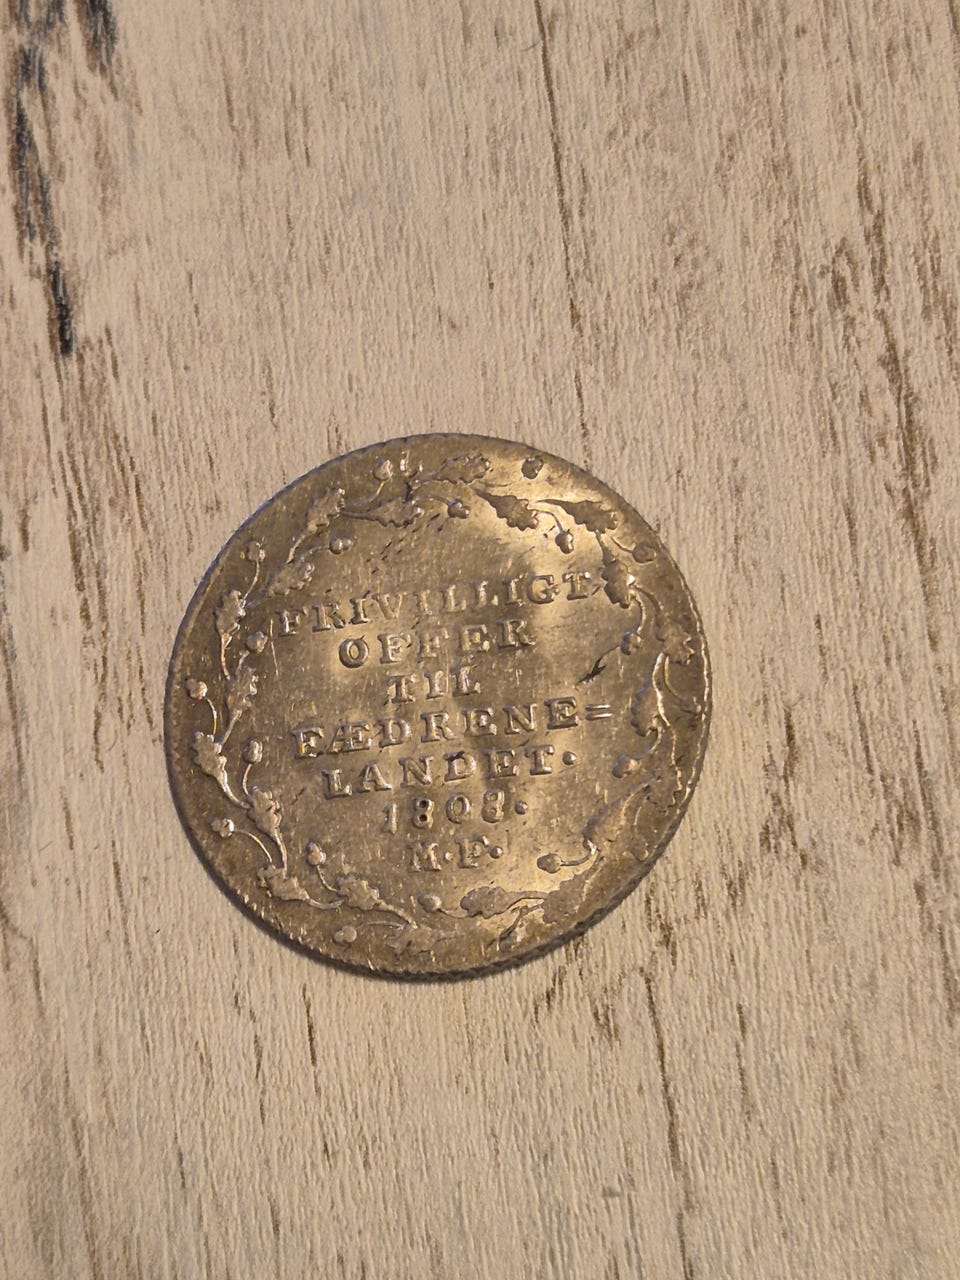 FRIVILLIGT
OFFER
TIL
FÆDRENE=
LANDET.
1808.
M.F.